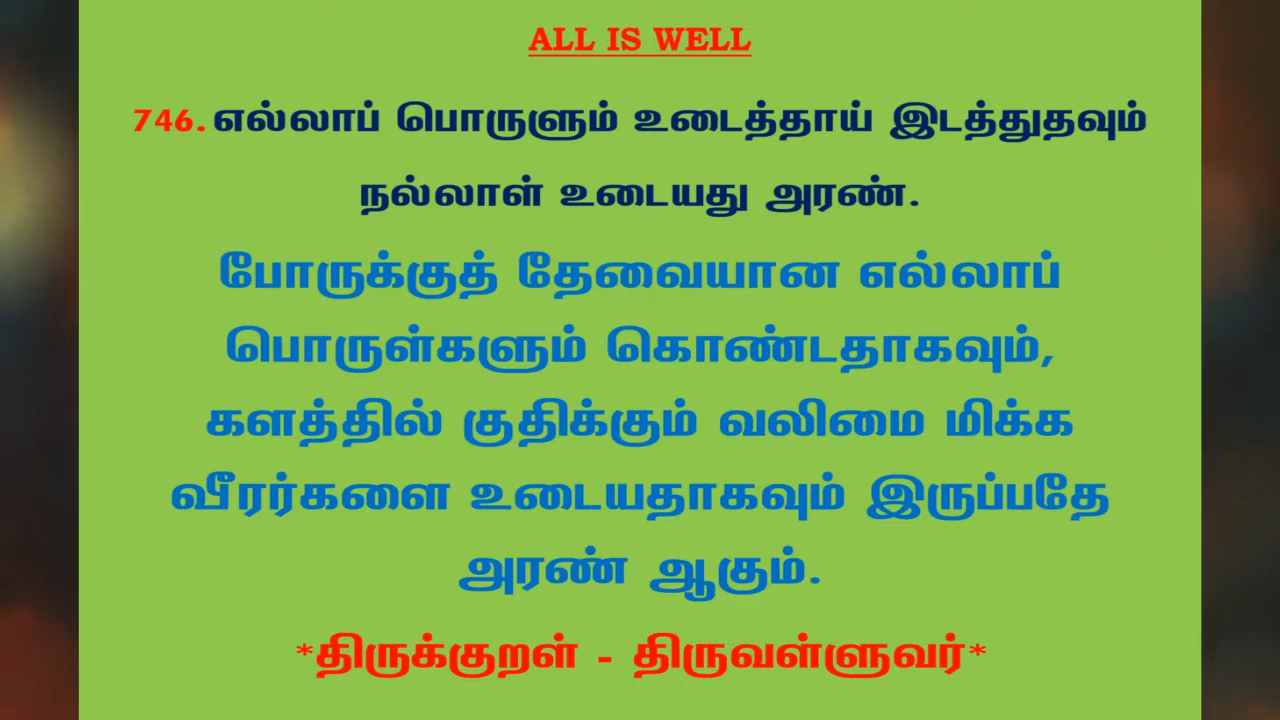 ALL IS WELL
746. எல்லாப் பொருளும் உடைத்தாய் இடத்துதவும்
நல்லாள் உடையது அரண்.
போருக்குத் தேவையான எல்லாப்
பொருள்களும் கொண்டதாகவும்,
களத்தில் குதிக்கும் வலிமை மிக்க
வீரர்களை உடையதாகவும் இருப்பதே
அரண் ஆகும்.
*திருக்குறள் - திருவள்ளுவர்*